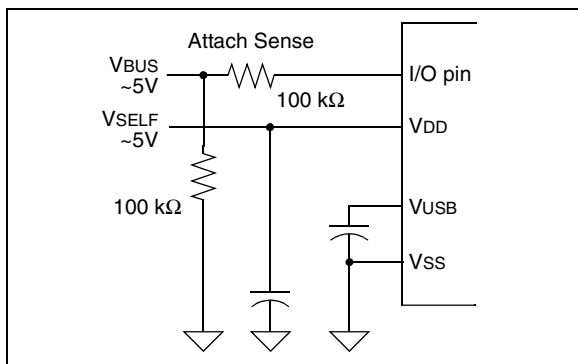 Attach Sense
VBUS
~5V
100 kΩ
I/O pin
VSELF
~5V
VDD
100 kΩ
VUSB
VSS